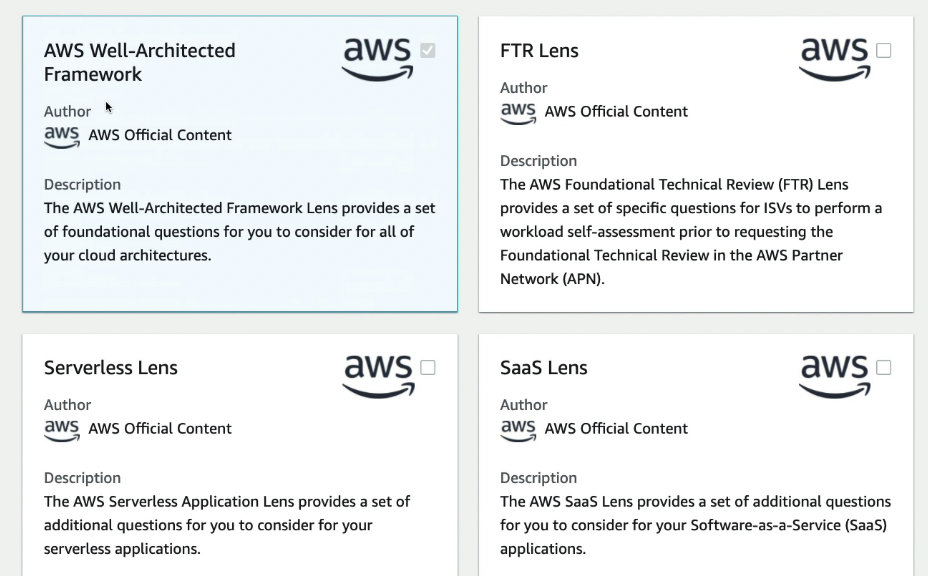 AWS Well-Architected
Framework
aws
Author
aws AWS Official Content
Description
The AWS Well-Architected Framework Lens provides a set
of foundational questions for you to consider for all of
your cloud architectures.
FTR Lens
aws
Author
aws AWS Official Content
Description
The AWS Foundational Technical Review (FTR) Lens
provides a set of specific questions for ISVs to perform a
workload self-assessment prior to requesting the
Foundational Technical Review in the AWS Partner
Network (APN).
Serverless Lens
aws
Author
aws AWS Official Content
Description
The AWS Serverless Application Lens provides a set of
additional questions for you to consider for your
serverless applications.
SaaS Lens
aws
Author
aws AWS Official Content
Description
The AWS SaaS Lens provides a set of additional questions
for you to consider for your Software-as-a-Service (SaaS)
applications.